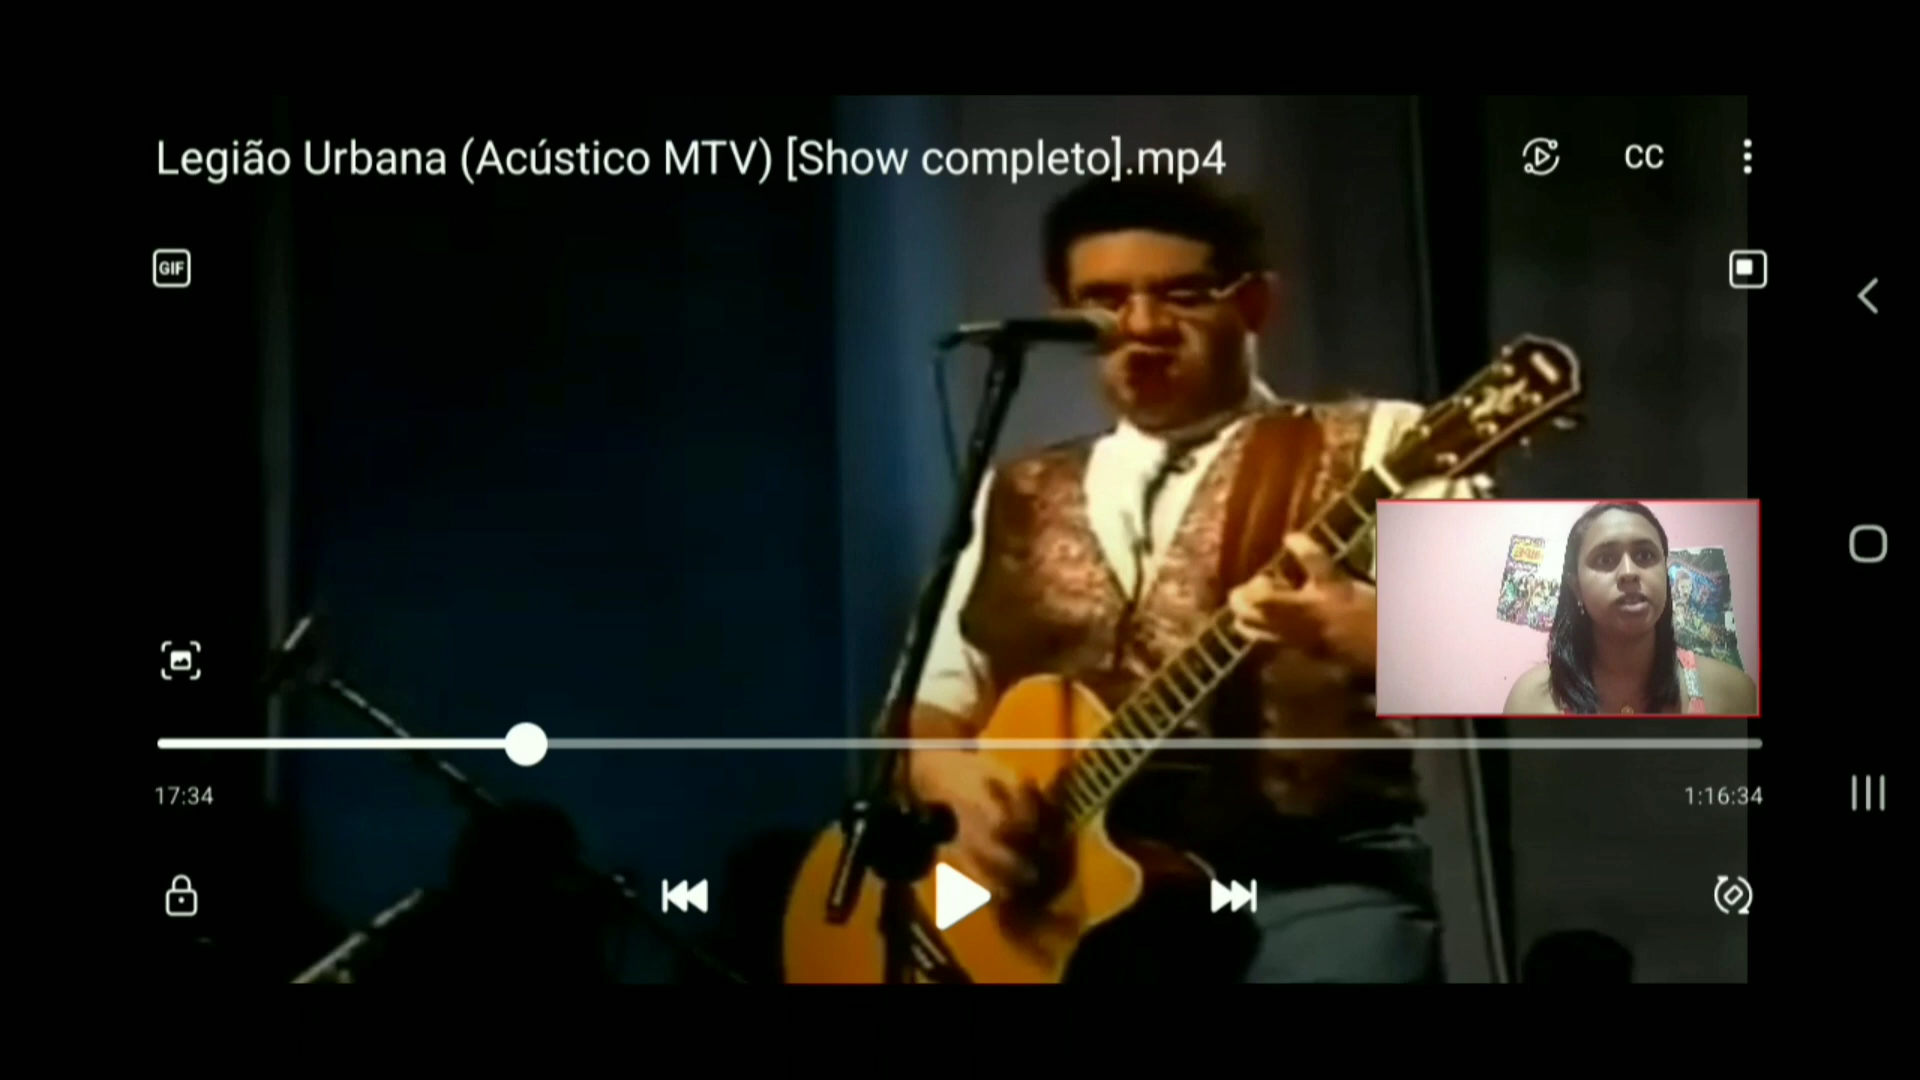 Legião Urbana (Acústico MTV) [Show completo].mp4
CC
GIF
17:34
1:16:34